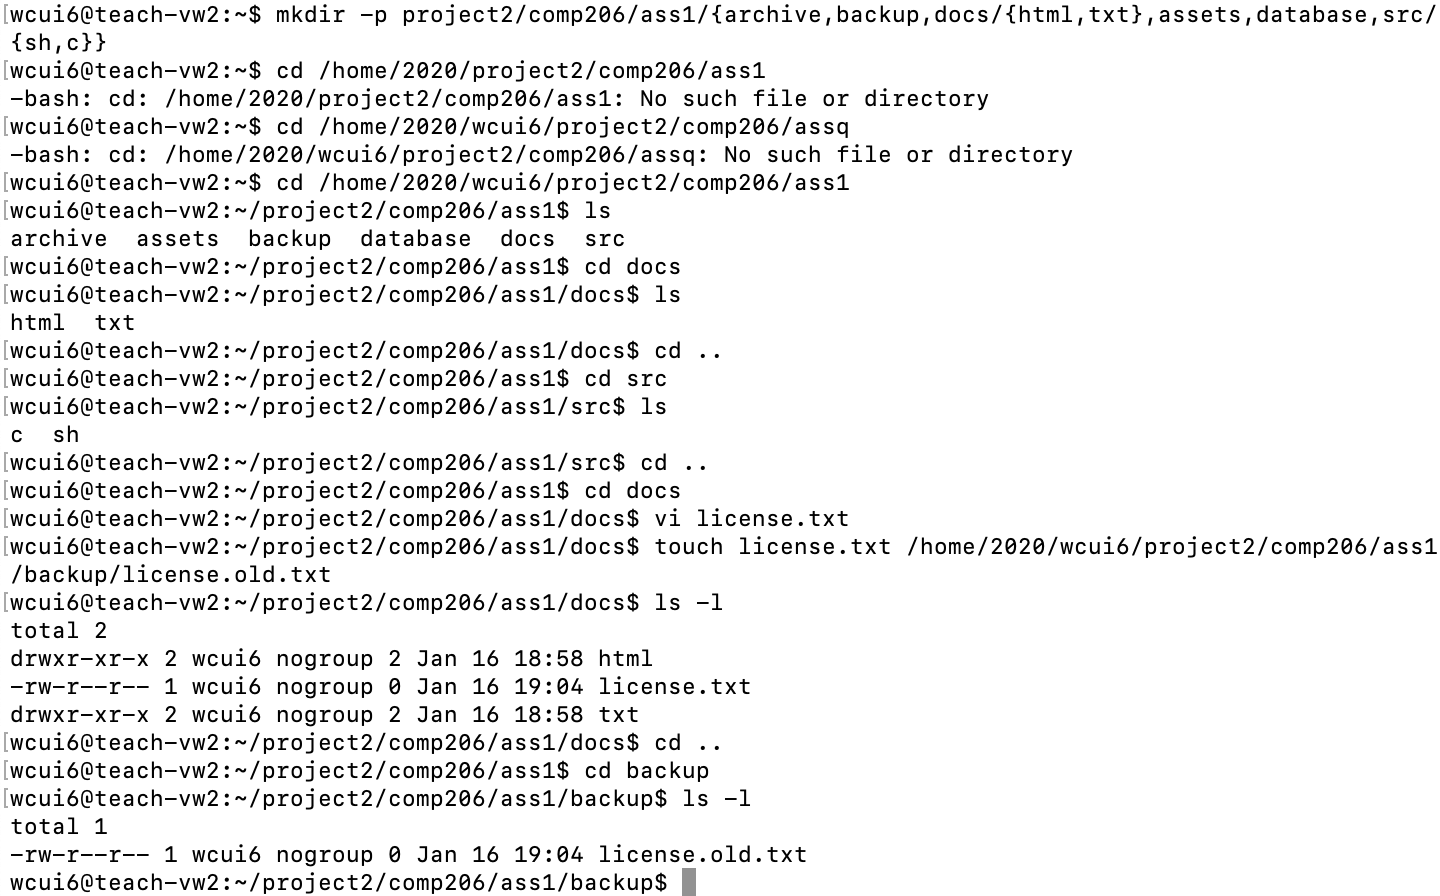 [wcui6@teach-vw2:~$ mkdir -p project2/comp206/ass1/{archive,backup,docs/{html,txt},assets,database,src/
{sh,c}}
[wcui6@teach-vw2:~$ cd /home/2020/project2/comp206/ass1
-bash: cd: /home/2020/project2/comp206/ass1: No such file or directory
[wcui6@teach-vw2:~$ cd /home/2020/wcui6/project2/comp206/assq
-bash: cd: /home/2020/wcui6/project2/comp206/assq: No such file or directory
[wcui6@teach-vw2:~$ cd /home/2020/wcui6/project2/comp206/ass1
[wcui6@teach-vw2:~/project2/comp206/ass1$ ls
archive  assets  backup  database  docs  src
[wcui6@teach-vw2:~/project2/comp206/ass1$ cd docs
[wcui6@teach-vw2:~/project2/comp206/ass1/docs$ ls
html  txt
[wcui6@teach-vw2:~/project2/comp206/ass1/docs$ cd ..
[wcui6@teach-vw2:~/project2/comp206/ass1$ cd src
[wcui6@teach-vw2:~/project2/comp206/ass1/src$ ls
c  sh
[wcui6@teach-vw2:~/project2/comp206/ass1/src$ cd ..
[wcui6@teach-vw2:~/project2/comp206/ass1$ cd docs
[wcui6@teach-vw2:~/project2/comp206/ass1/docs$ vi license.txt
[wcui6@teach-vw2:~/project2/comp206/ass1/docs$ touch license.txt /home/2020/wcui6/project2/comp206/ass1
/backup/license.old.txt
[wcui6@teach-vw2:~/project2/comp206/ass1/docs$ ls -l
total 2
drwxr-xr-x 2 wcui6 nogroup 2 Jan 16 18:58 html
-rw-r--r-- 1 wcui6 nogroup 0 Jan 16 19:04 license.txt
drwxr-xr-x 2 wcui6 nogroup 2 Jan 16 18:58 txt
[wcui6@teach-vw2:~/project2/comp206/ass1/docs$ cd ..
[wcui6@teach-vw2:~/project2/comp206/ass1$ cd backup
[wcui6@teach-vw2:~/project2/comp206/ass1/backup$ ls -l
total 1
-rw-r--r-- 1 wcui6 nogroup 0 Jan 16 19:04 license.old.txt
wcui6@teach-vw2:~/project2/comp206/ass1/backup$